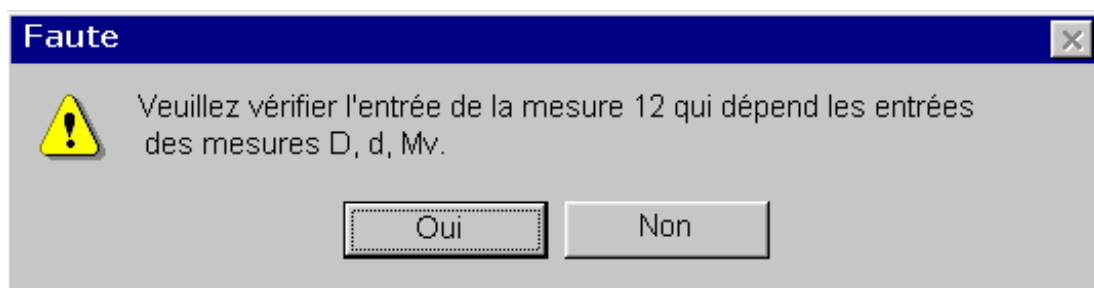 Faute
Veuillez vérifier l'entrée de la mesure 12 qui dépend les entrées
des mesures D, d, Mv.
Oui Non